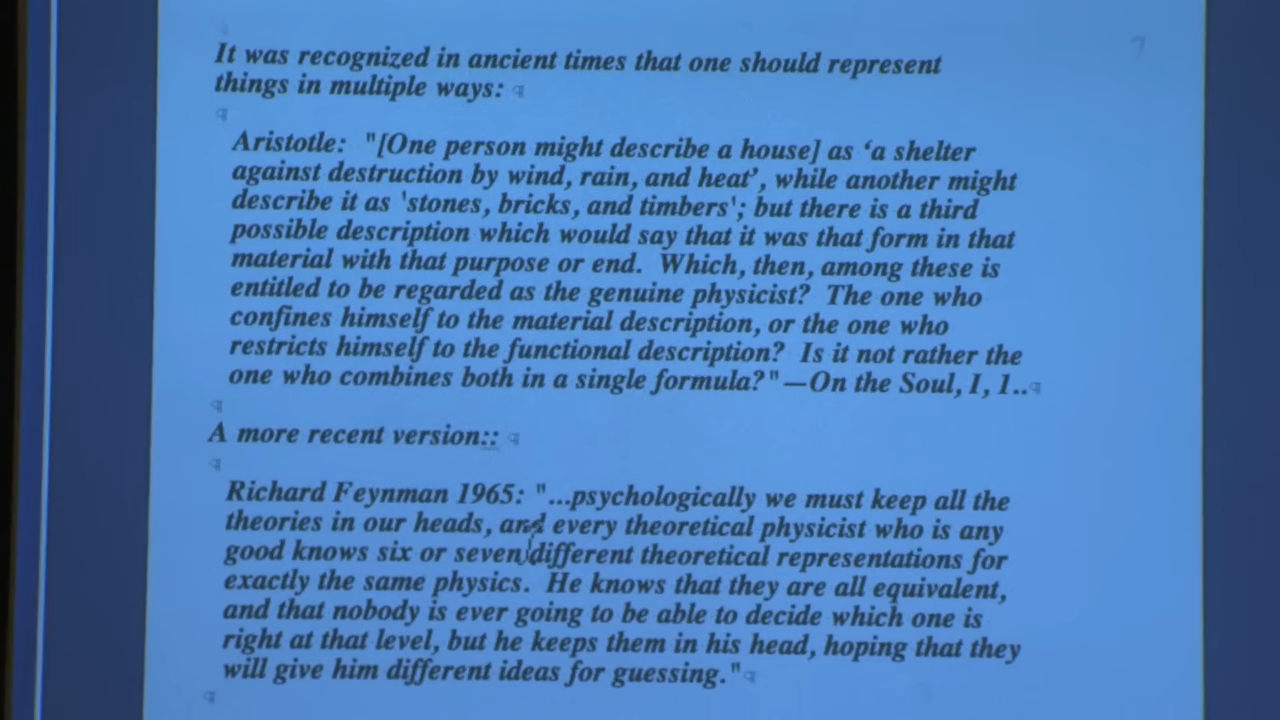 7
It was recognized in ancient times that one should represent
things in multiple ways: ¶
¶
Aristotle:  "[One person might describe a house] as ‘a shelter
against destruction by wind, rain, and heat’, while another might
describe it as 'stones, bricks, and timbers'; but there is a third
possible description which would say that it was that form in that
material with that purpose or end.  Which, then, among these is
entitled to be regarded as the genuine physicist?  The one who
confines himself to the material description, or the one who
restricts himself to the functional description?  Is it not rather the
one who combines both in a single formula?" —On the Soul, I, 1..¶
¶
A more recent version:: ¶
¶
Richard Feynman 1965: "...psychologically we must keep all the
theories in our heads, and every theoretical physicist who is any
good knows six or seven different theoretical representations for
exactly the same physics.  He knows that they are all equivalent,
and that nobody is ever going to be able to decide which one is
right at that level, but he keeps them in his head, hoping that they
will give him different ideas for guessing."¶
¶